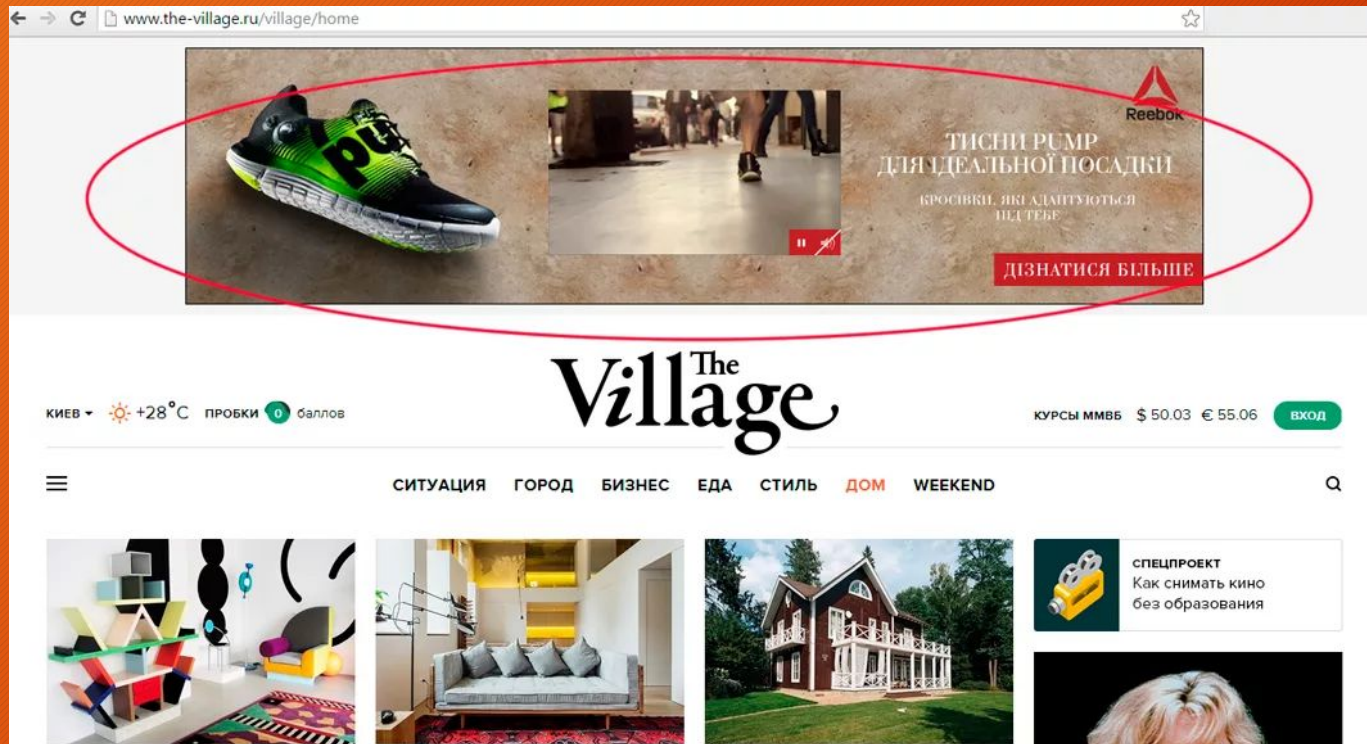 www.the-village.ru/village/home
pu
Reebok
ТИСНИ PUMP
ДЛЯ ІДЕАЛЬНОЇ ПОСАДКИ
КРОСІВКИ, ЯКІ АДАПТУЮТЬСЯ
ПІД ТЕБЕ
ДІЗНАТИСЯ БІЛЬШЕ
The
Village
КИЕВ +28°C ПРОБКИ 0 баллов
КУРСЫ ММВБ $ 50.03 € 55.06 ВХОД
СИТУАЦИЯ ГОРОД БИЗНЕС ЕДА СТИЛЬ ДОМ WEEKEND
СПЕЦПРОЕКТ
Как снимать кино
без образования